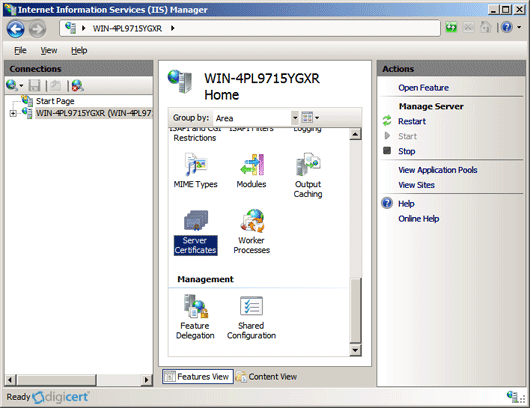 Internet Information Services (IIS) Manager
WIN-4PL9715YGXR
File View Help
Connections
Start Page
WIN-4PL9715YGXR (WIN-4PL97
WIN-4PL9715YGXR
Home
Group by: Area
ISAPI and CGI
Restrictions
ISAPI Filters
Logging
MIME Types
Modules
Output
Caching
Server
Certificates
Worker
Processes
Management
Feature
Delegation
Shared
Configuration
Features View
Content View
Actions
Open Feature
Manage Server
Restart
Start
Stop
View Application Pools
View Sites
Help
Online Help
Ready
digicert